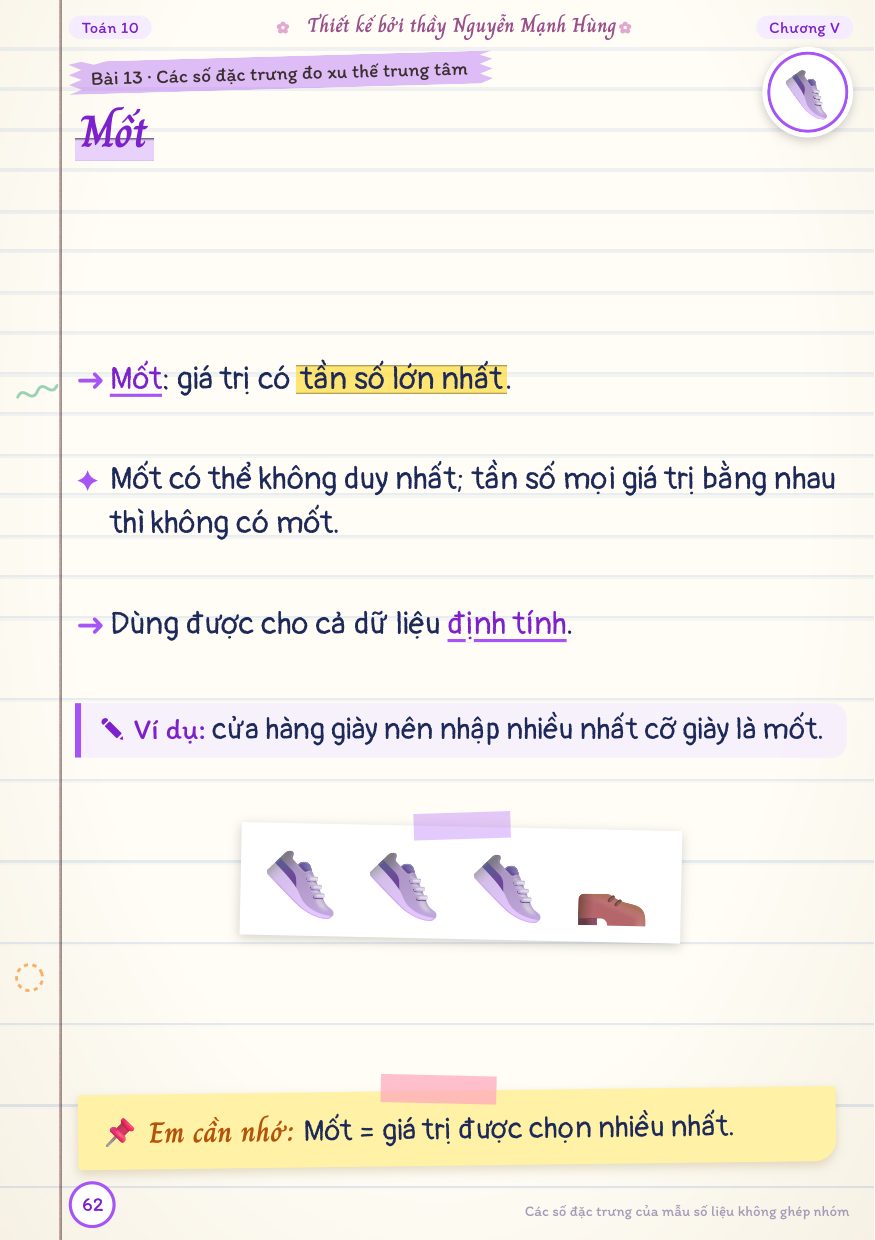 Toán 10
Thiết kế bởi thầy Nguyễn Mạnh Hùng
Chương V
Bài 13 · Các số đặc trưng đo xu thế trung tâm
Mốt
→ Mốt: giá trị có tần số lớn nhất.
Mốt có thể không duy nhất; tần số mọi giá trị bằng nhau
thì không có mốt.
→ Dùng được cho cả dữ liệu định tính.
Ví dụ: cửa hàng giày nên nhập nhiều nhất cỡ giày là mốt.
Em cần nhớ: Mốt = giá trị được chọn nhiều nhất.
62
Các số đặc trưng của mẫu số liệu không ghép nhóm